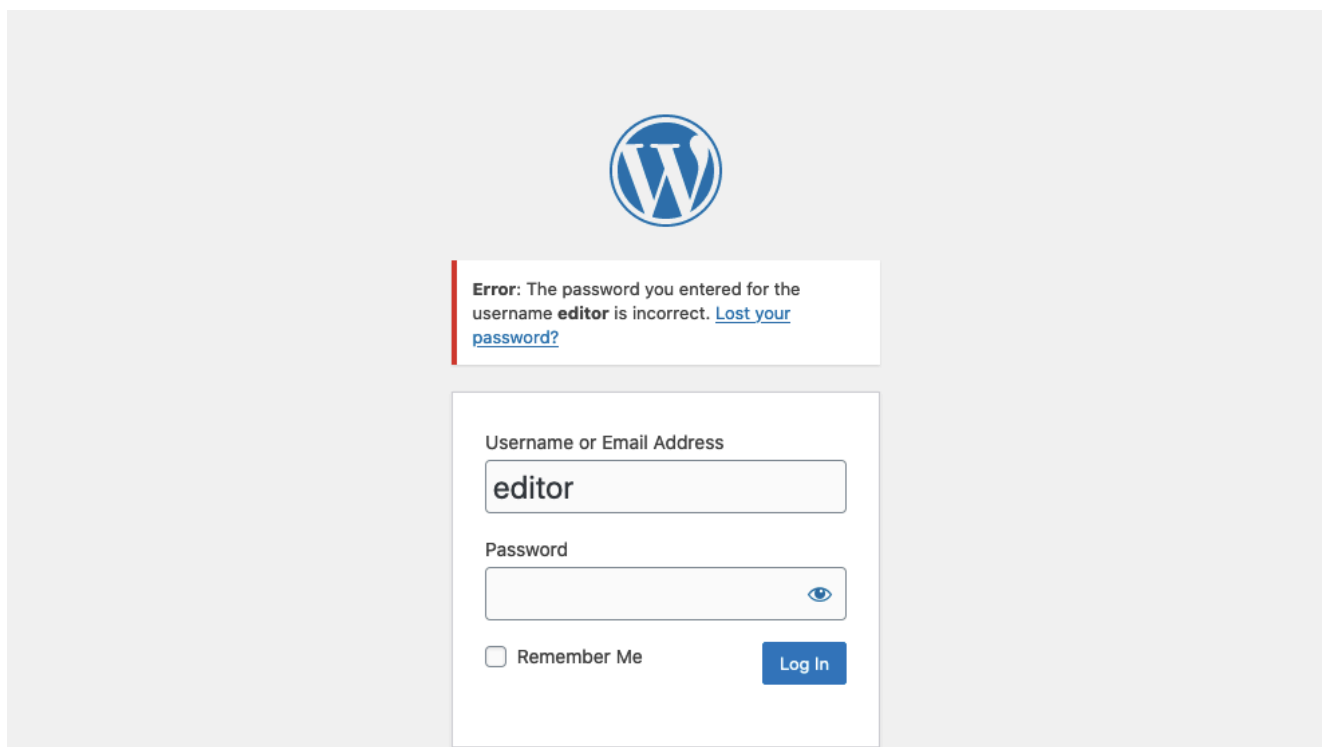 Error: The password you entered for the
username editor is incorrect. Lost your
password?
Username or Email Address
editor
Password
Remember Me
Log In